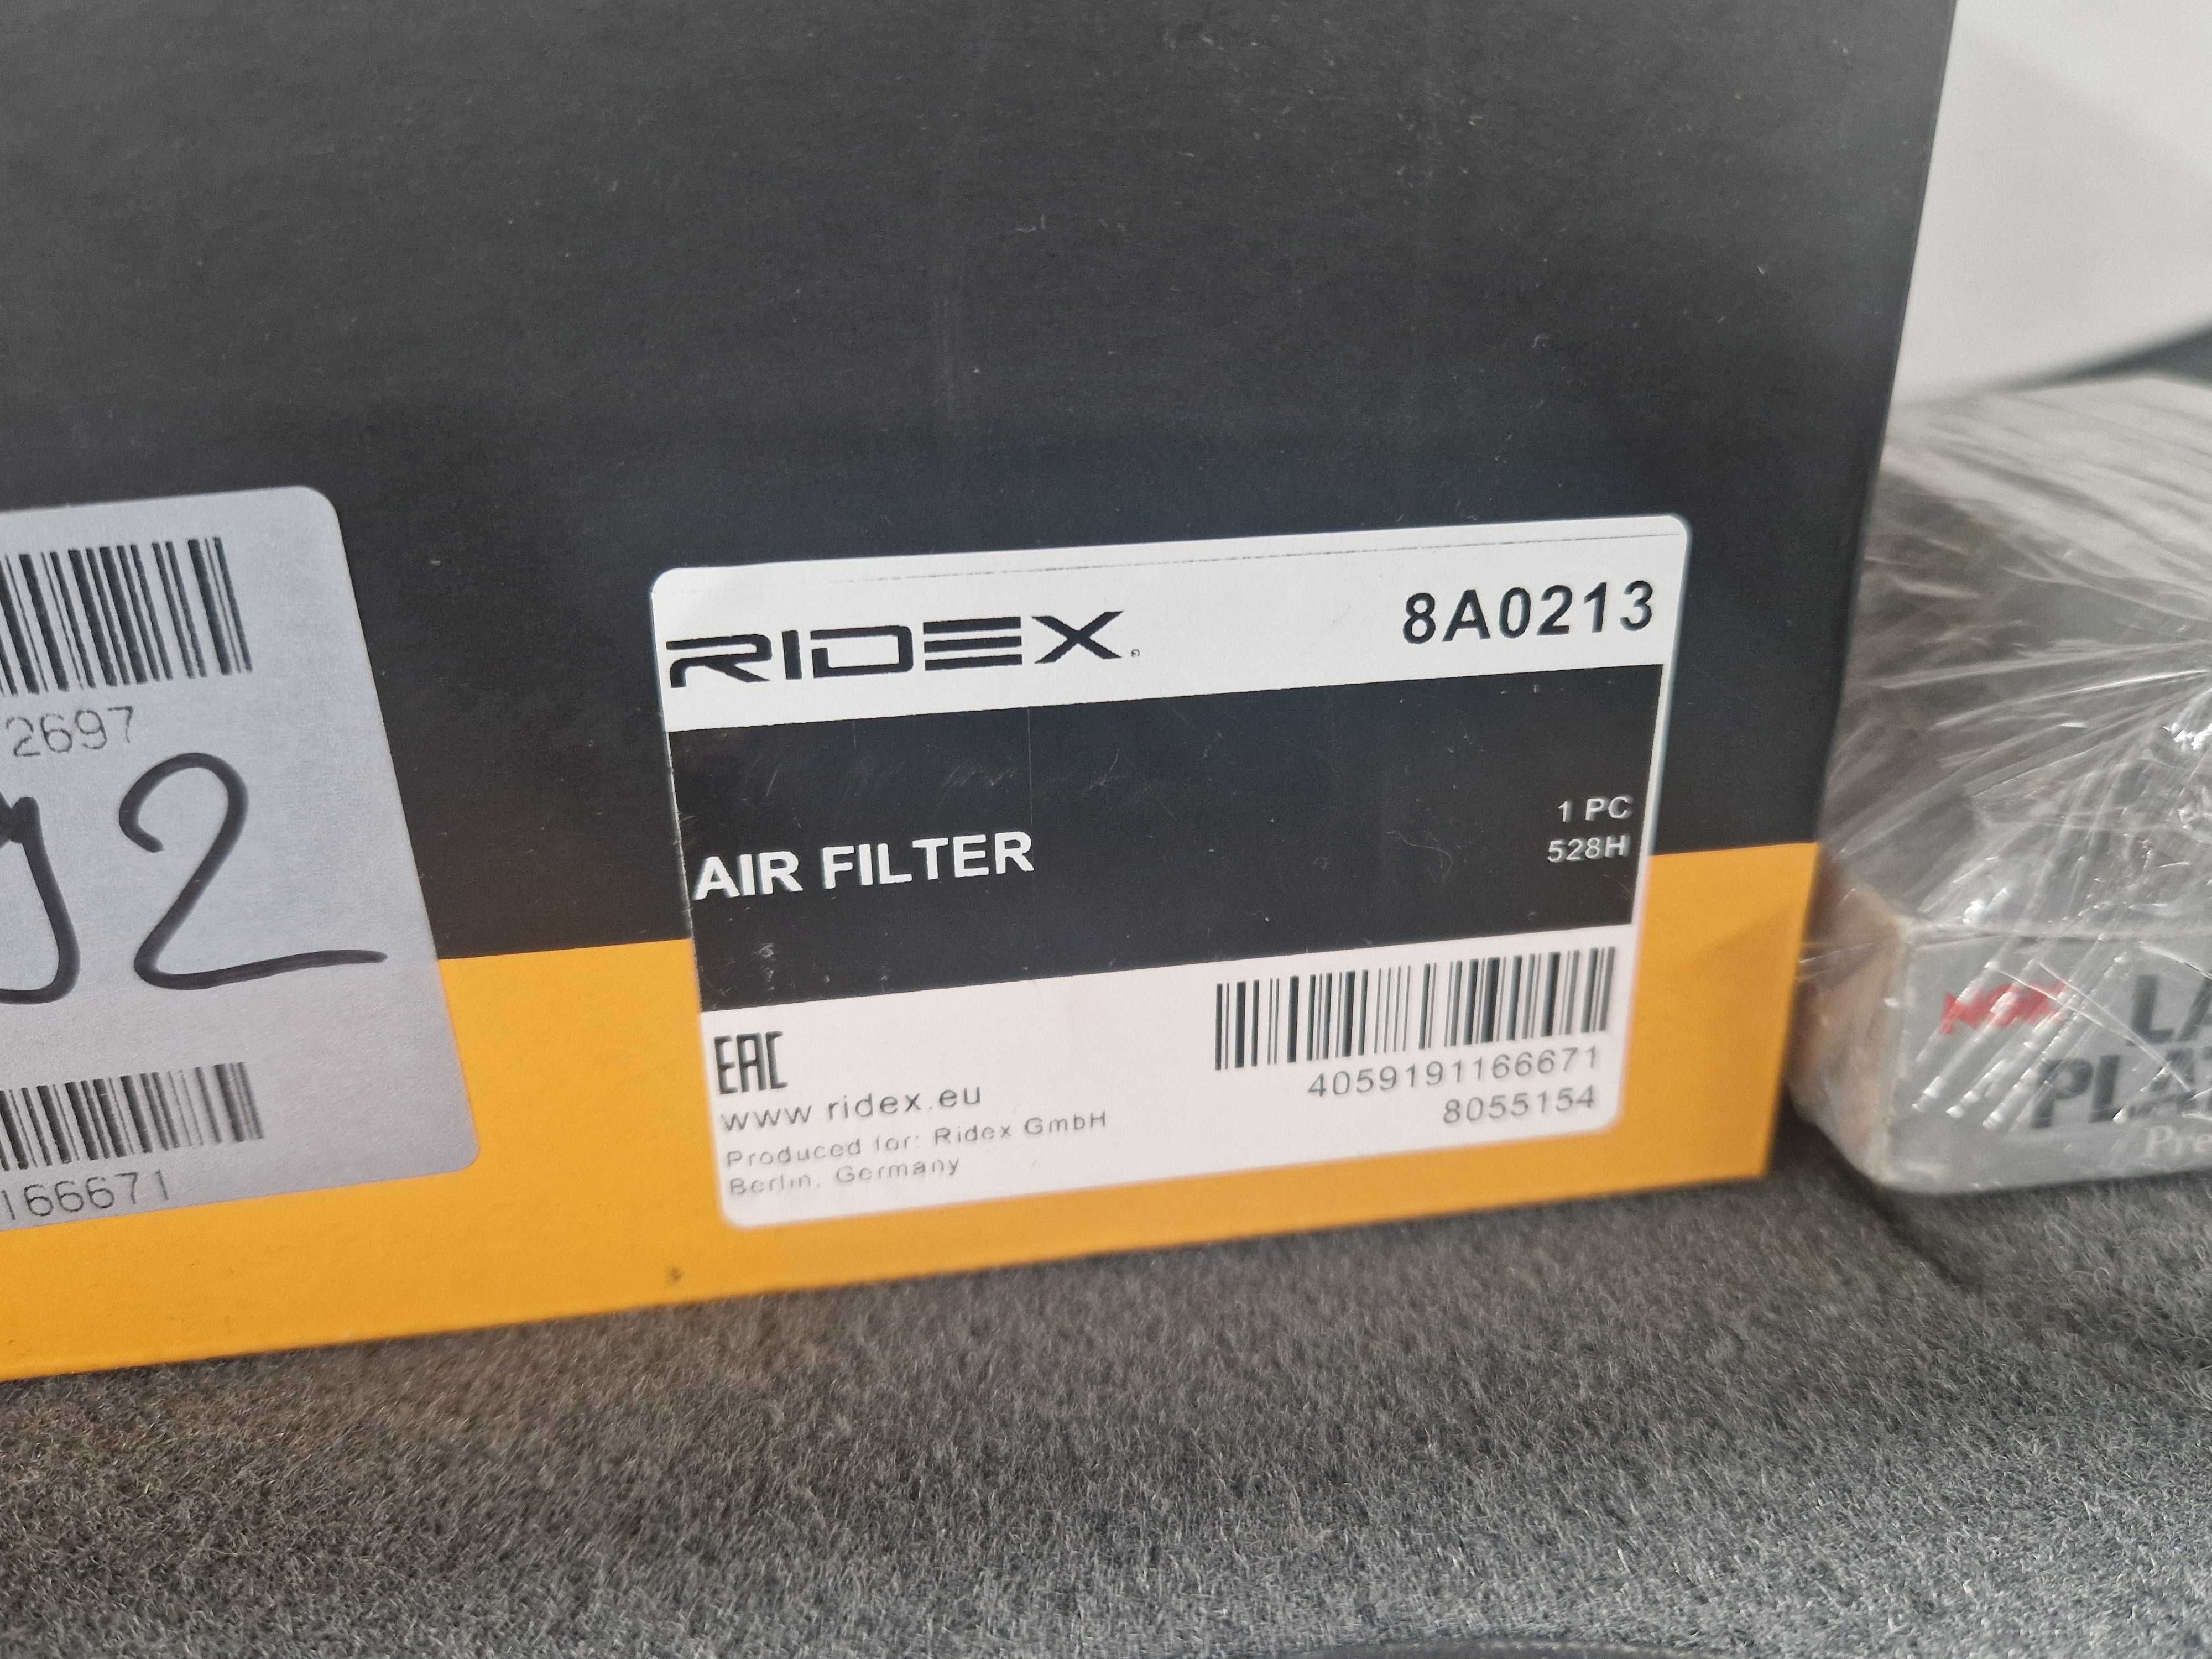 2697
2
166671
RIDEX
8A0213
AIR FILTER
1 PC
528H
EAC
www.ridex.eu
Produced for: Ridex GmbH
Berlin, Germany
4059191166671
8055154
NGK